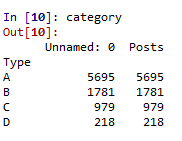 In [10]: category
Out[10]:
Unnamed: 0 Posts
Type
A 5695 5695
B 1781 1781
C 979 979
D 218 218